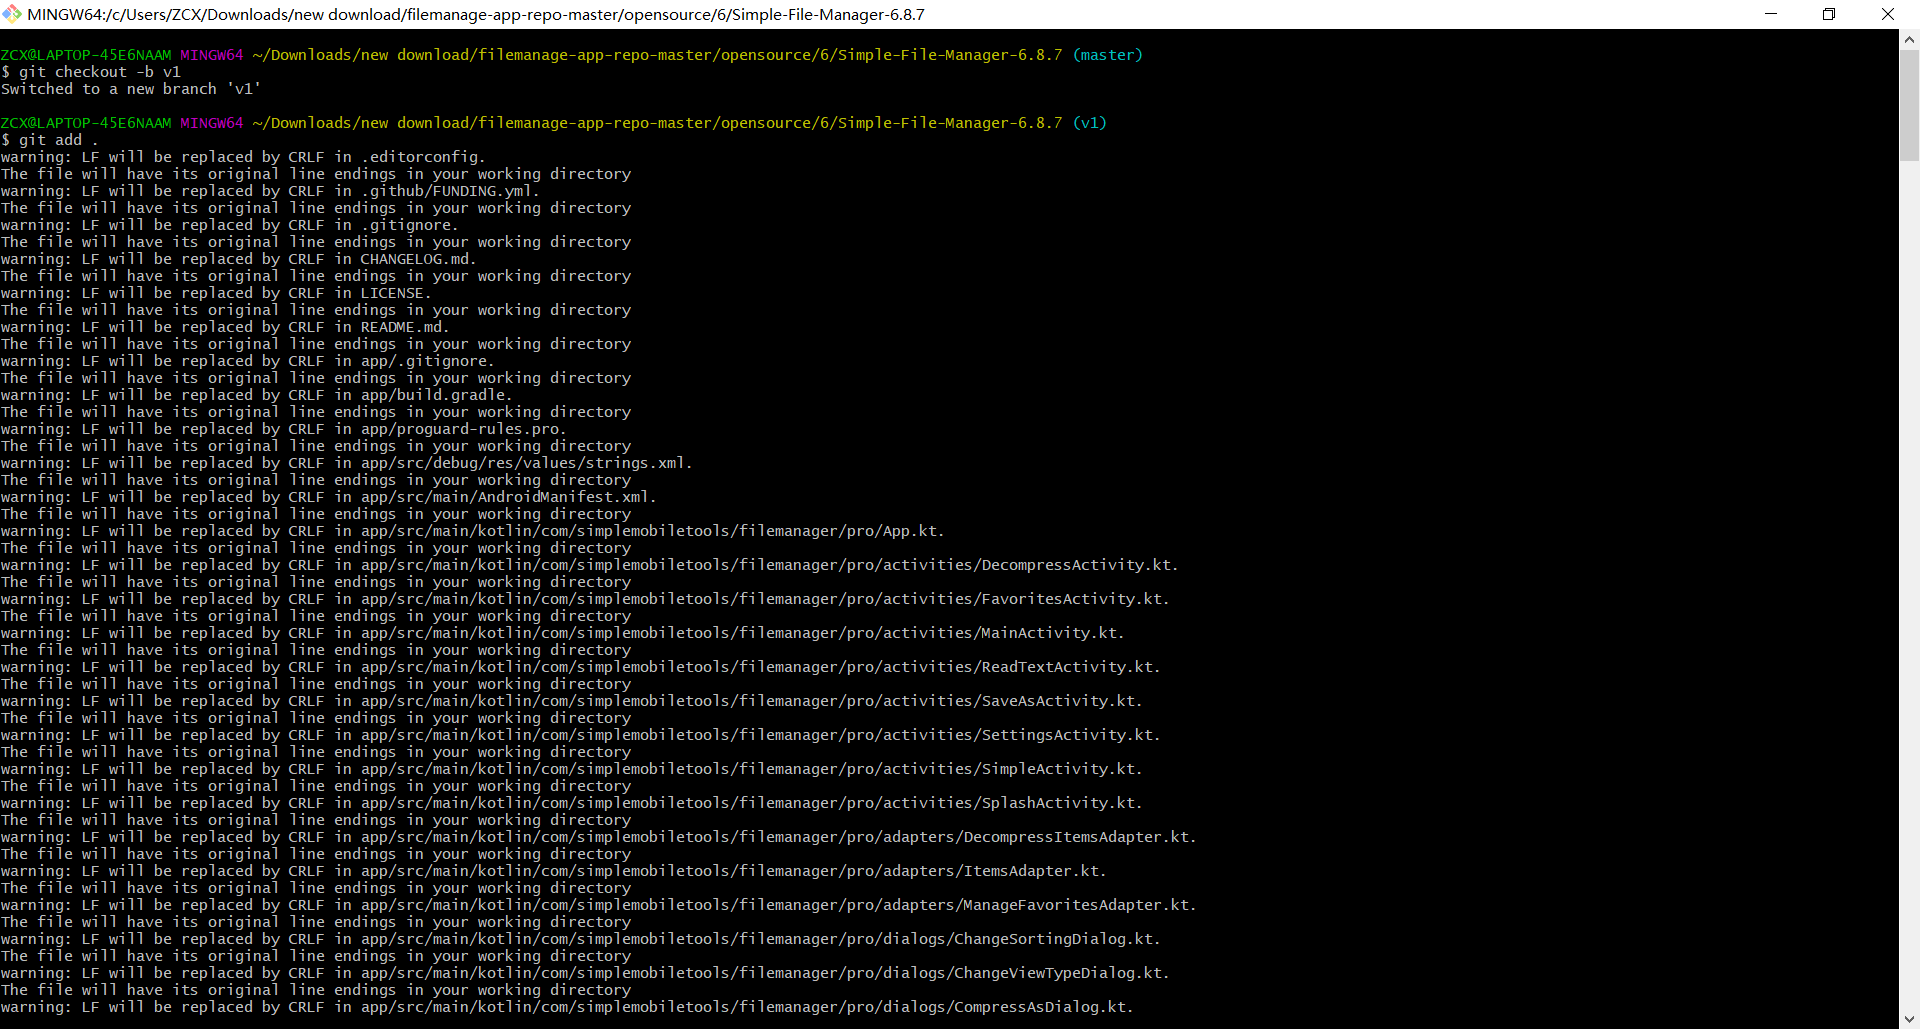 MINGW64:/c/Users/ZCX/Downloads/new download/filemanage-app-repo-master/opensource/6/Simple-File-Manager-6.8.7
ZCX@LAPTOP-45E6NAAM MINGW64 ~/Downloads/new download/filemanage-app-repo-master/opensource/6/Simple-File-Manager-6.8.7 (master)
$ git checkout -b v1
Switched to a new branch 'v1'
ZCX@LAPTOP-45E6NAAM MINGW64 ~/Downloads/new download/filemanage-app-repo-master/opensource/6/Simple-File-Manager-6.8.7 (v1)
$ git add .
warning: LF will be replaced by CRLF in .editorconfig.
The file will have its original line endings in your working directory
warning: LF will be replaced by CRLF in .github/FUNDING.yml.
The file will have its original line endings in your working directory
warning: LF will be replaced by CRLF in .gitignore.
The file will have its original line endings in your working directory
warning: LF will be replaced by CRLF in CHANGELOG.md.
The file will have its original line endings in your working directory
warning: LF will be replaced by CRLF in LICENSE.
The file will have its original line endings in your working directory
warning: LF will be replaced by CRLF in README.md.
The file will have its original line endings in your working directory
warning: LF will be replaced by CRLF in app/.gitignore.
The file will have its original line endings in your working directory
warning: LF will be replaced by CRLF in app/build.gradle.
The file will have its original line endings in your working directory
warning: LF will be replaced by CRLF in app/proguard-rules.pro.
The file will have its original line endings in your working directory
warning: LF will be replaced by CRLF in app/src/debug/res/values/strings.xml.
The file will have its original line endings in your working directory
warning: LF will be replaced by CRLF in app/src/main/AndroidManifest.xml.
The file will have its original line endings in your working directory
warning: LF will be replaced by CRLF in app/src/main/kotlin/com/simplemobiletools/filemanager/pro/App.kt.
The file will have its original line endings in your working directory
warning: LF will be replaced by CRLF in app/src/main/kotlin/com/simplemobiletools/filemanager/pro/activities/DecompressActivity.kt.
The file will have its original line endings in your working directory
warning: LF will be replaced by CRLF in app/src/main/kotlin/com/simplemobiletools/filemanager/pro/activities/FavoritesActivity.kt.
The file will have its original line endings in your working directory
warning: LF will be replaced by CRLF in app/src/main/kotlin/com/simplemobiletools/filemanager/pro/activities/MainActivity.kt.
The file will have its original line endings in your working directory
warning: LF will be replaced by CRLF in app/src/main/kotlin/com/simplemobiletools/filemanager/pro/activities/ReadTextActivity.kt.
The file will have its original line endings in your working directory
warning: LF will be replaced by CRLF in app/src/main/kotlin/com/simplemobiletools/filemanager/pro/activities/SaveAsActivity.kt.
The file will have its original line endings in your working directory
warning: LF will be replaced by CRLF in app/src/main/kotlin/com/simplemobiletools/filemanager/pro/activities/SettingsActivity.kt.
The file will have its original line endings in your working directory
warning: LF will be replaced by CRLF in app/src/main/kotlin/com/simplemobiletools/filemanager/pro/activities/SimpleActivity.kt.
The file will have its original line endings in your working directory
warning: LF will be replaced by CRLF in app/src/main/kotlin/com/simplemobiletools/filemanager/pro/activities/SplashActivity.kt.
The file will have its original line endings in your working directory
warning: LF will be replaced by CRLF in app/src/main/kotlin/com/simplemobiletools/filemanager/pro/adapters/DecompressItemsAdapter.kt.
The file will have its original line endings in your working directory
warning: LF will be replaced by CRLF in app/src/main/kotlin/com/simplemobiletools/filemanager/pro/adapters/ItemsAdapter.kt.
The file will have its original line endings in your working directory
warning: LF will be replaced by CRLF in app/src/main/kotlin/com/simplemobiletools/filemanager/pro/adapters/ManageFavoritesAdapter.kt.
The file will have its original line endings in your working directory
warning: LF will be replaced by CRLF in app/src/main/kotlin/com/simplemobiletools/filemanager/pro/dialogs/ChangeSortingDialog.kt.
The file will have its original line endings in your working directory
warning: LF will be replaced by CRLF in app/src/main/kotlin/com/simplemobiletools/filemanager/pro/dialogs/ChangeViewTypeDialog.kt.
The file will have its original line endings in your working directory
warning: LF will be replaced by CRLF in app/src/main/kotlin/com/simplemobiletools/filemanager/pro/dialogs/CompressAsDialog.kt.